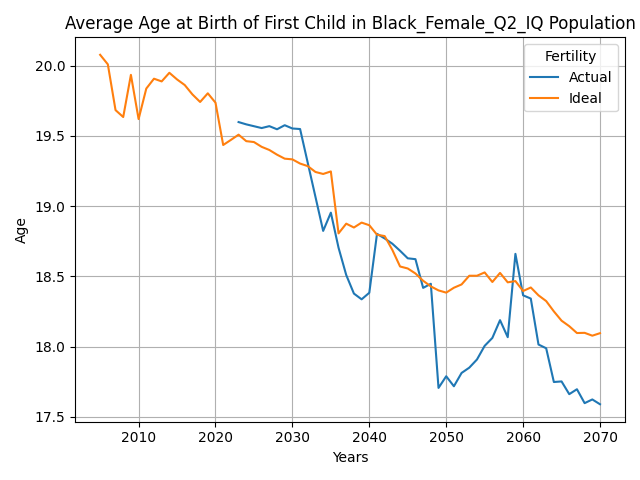 Average Age at Birth of First Child in Black_Female_Q2_IQ Population
Fertility
Actual
Ideal
Age
20.0
19.5
19.0
18.5
18.0
17.5
2010 2020 2030 2040 2050 2060 2070
Years